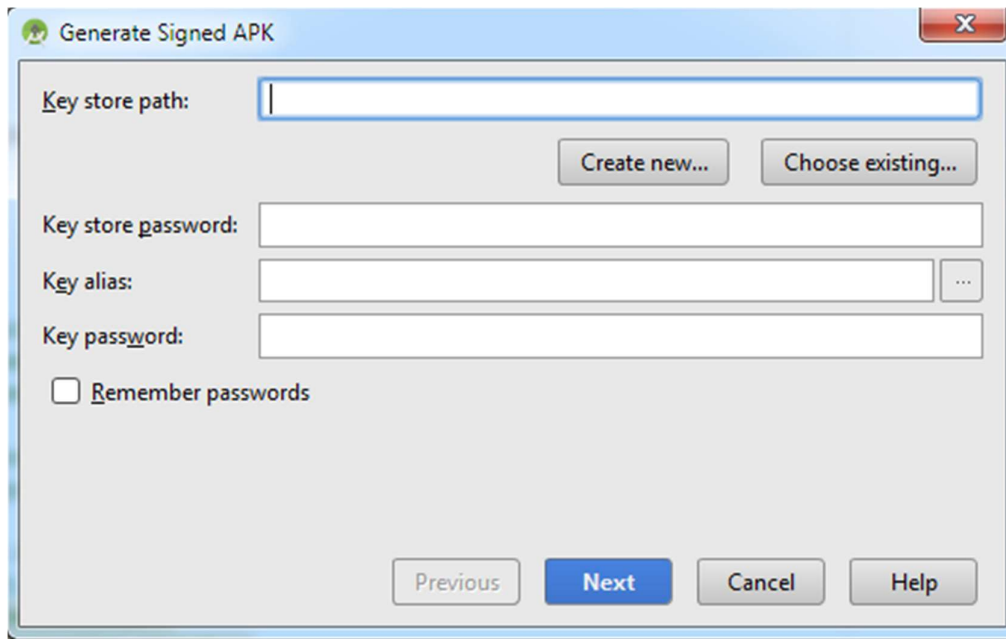 Generate Signed APK
Key store path:
Create new... Choose existing...
Key store password:
Key alias:
...
Key password:
Remember passwords
Previous Next Cancel Help